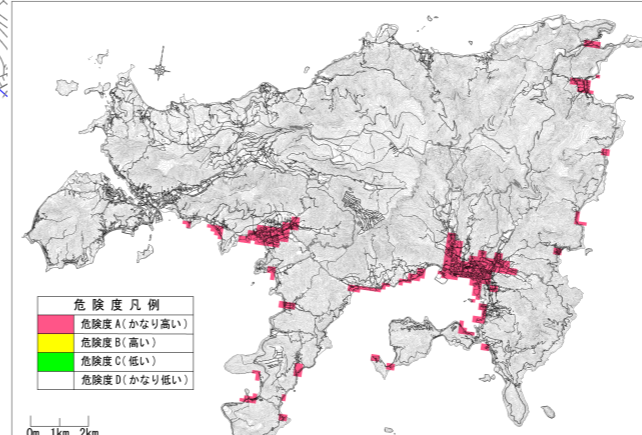 危険度凡例
危険度A(かなり高い)
危険度B(高い)
危険度C(低い)
危険度D(かなり低い)
0m 1km 2km